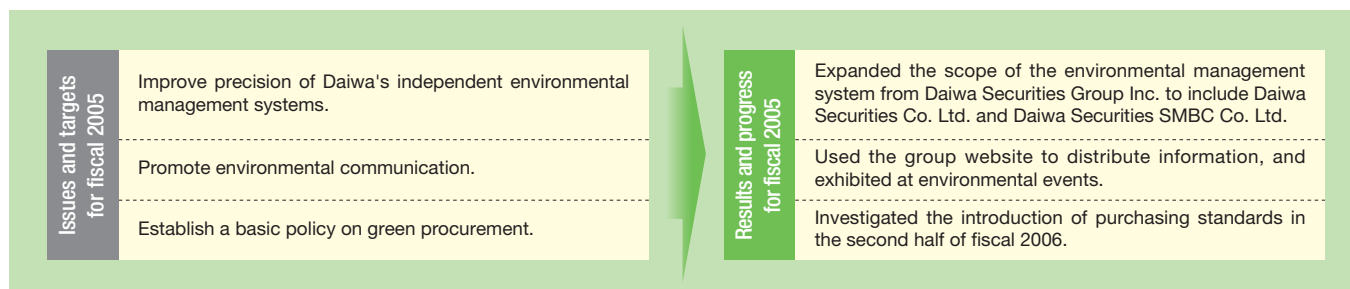 Issues and targets
for fiscal 2005
Improve precision of Daiwa's independent environmental
management systems.
Promote environmental communication.
Establish a basic policy on green procurement.
Results and progress
for fiscal 2005
Expanded the scope of the environmental management
system from Daiwa Securities Group Inc. to include Daiwa
Securities Co. Ltd. and Daiwa Securities SMBC Co. Ltd.
Used the group website to distribute information, and
exhibited at environmental events.
Investigated the introduction of purchasing standards in
the second half of fiscal 2006.